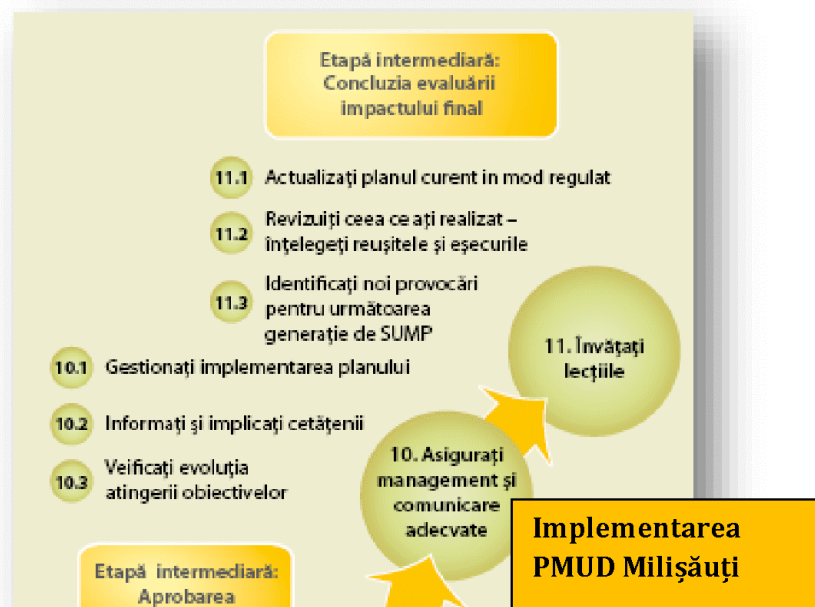 Etapă intermediară:
Concluzia evaluării
impactului final
11.1 Actualizați planul curent in mod regulat
11.2 Revizuiți ceea ce ați realizat –
înțelegeți reușitele și eșecurile
11.3 Identificați noi provocări
pentru următoarea
generație de SUMP
11. Învățați
lecțiile
10.1 Gestionați implementarea planului
10.2 Informați și implicați cetățenii
10.3 Veificați evoluția
atingerii obiectivelor
10. Asigurați
management și
comunicare
adecvate
Implementarea
PMUD Milișăuți
Etapă intermediară:
Aprobarea